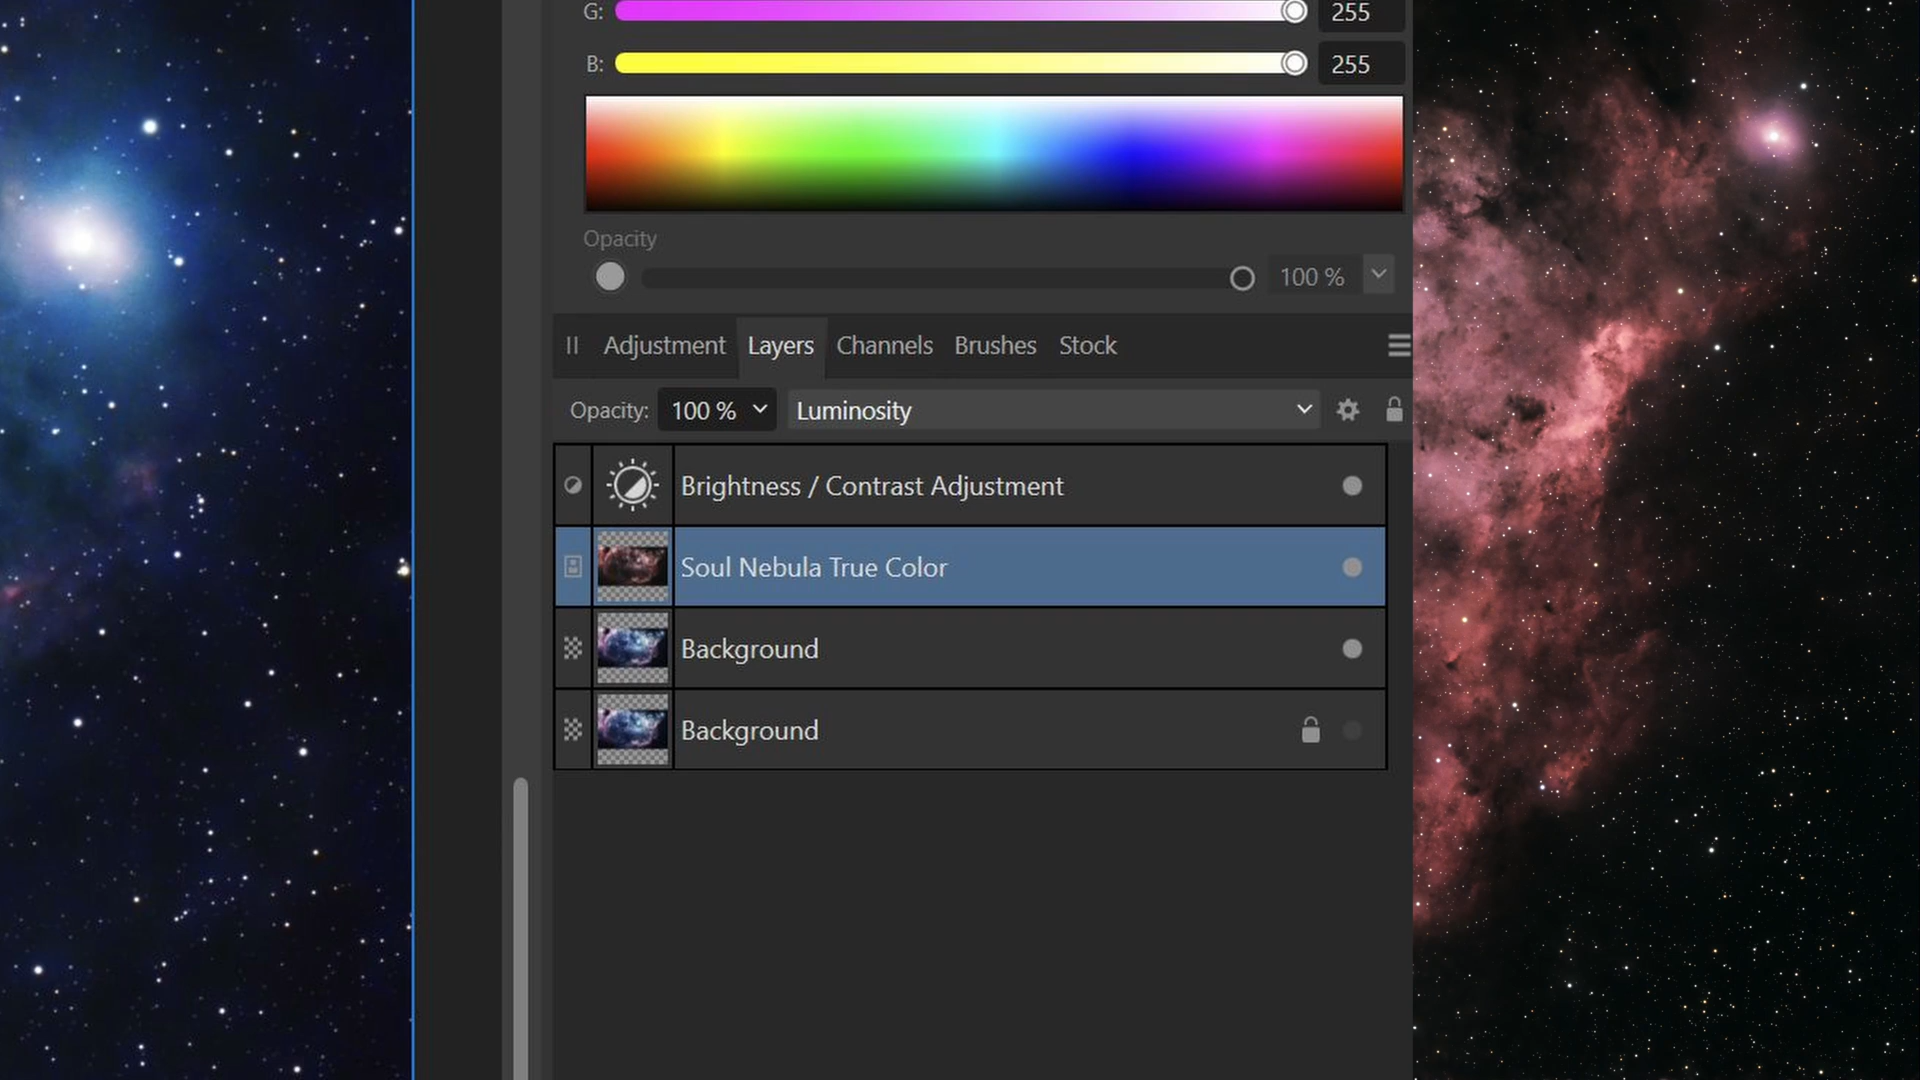 G: 255
B: 255
Opacity
100 %
Adjustment Layers Channels Brushes Stock
Opacity: 100 % Luminosity
Brightness / Contrast Adjustment
Soul Nebula True Color
Background
Background